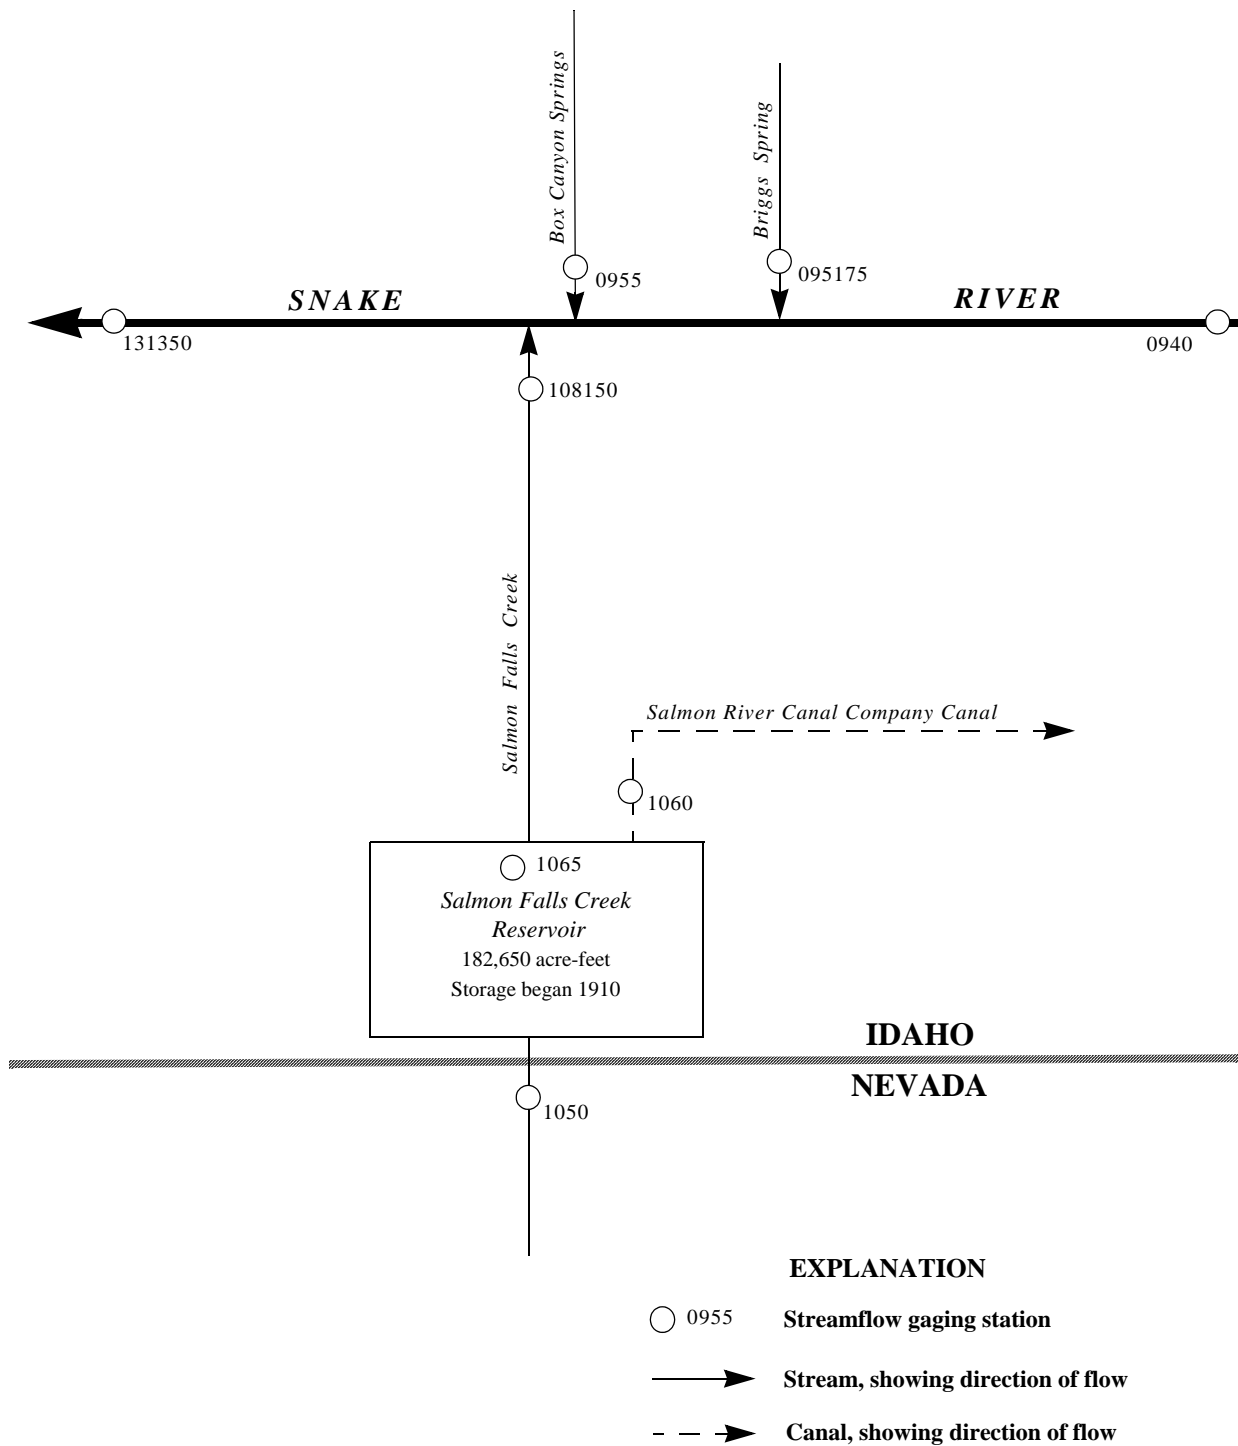 Box Canyon Springs
Briggs Spring
0955
095175
SNAKE
RIVER
131350
0940
108150
Salmon Falls Creek
Salmon River Canal Company Canal
1060
1065
Salmon Falls Creek
Reservoir
182,650 acre-feet
Storage began 1910
IDAHO
NEVADA
1050
EXPLANATION
0955 Streamflow gaging station
Stream, showing direction of flow
Canal, showing direction of flow